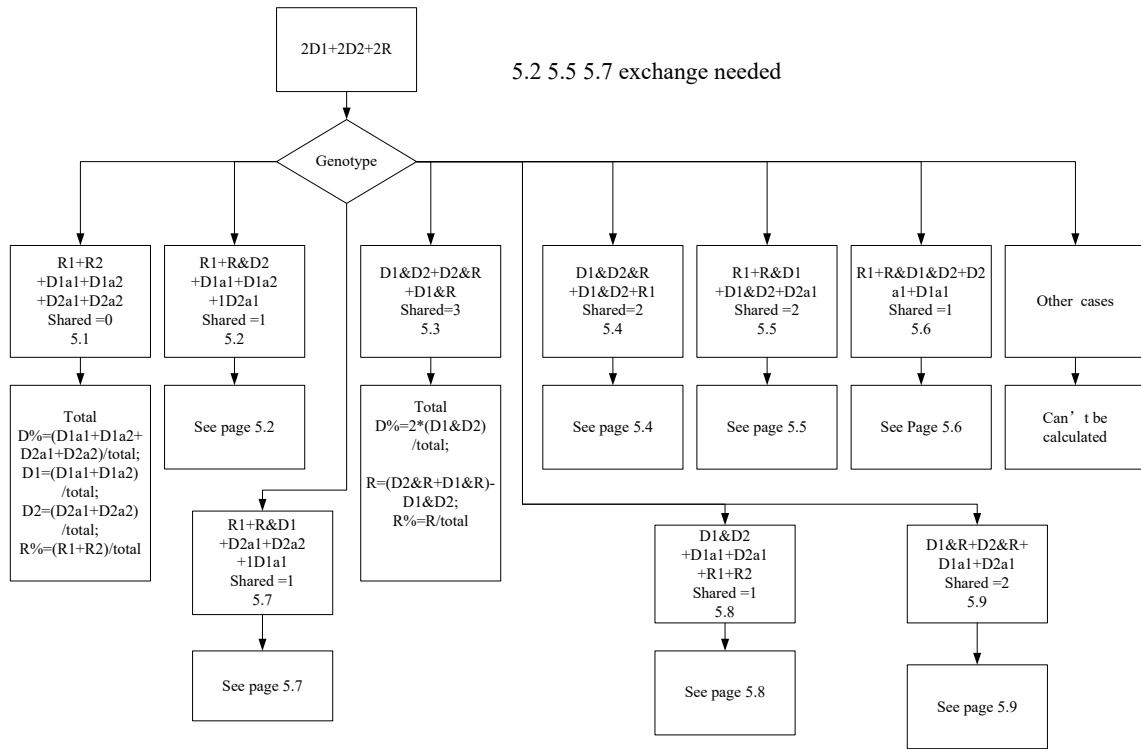 2D1+2D2+2R
5.2 5.5 5.7 exchange needed
Genotype
R1+R2
+D1a1+D1a2
+D2a1+D2a2
Shared =0
5.1
R1+R&D2
+D1a1+D1a2
+1D2a1
Shared =1
5.2
D1&D2+D2&R
+D1&R
Shared=3
5.3
D1&D2&R
+D1&D2+R1
Shared=2
5.4
R1+R&D1
+D1&D2+D2a1
Shared =2
5.5
R1+R&D1&D2+D2
a1+D1a1
Shared =1
5.6
Other cases
Total
D%=(D1a1+D1a2+
D2a1+D2a2)/total;
D1=(D1a1+D1a2)
/total;
D2=(D2a1+D2a2)
/total;
R%=(R1+R2)/total
See page 5.2
Total
D%=2*(D1&D2)
/total;
R=(D2&R+D1&R)-
D1&D2;
R%=R/total
See page 5.4
See page 5.5
See Page 5.6
Can’t be
calculated
R1+R&D1
+D2a1+D2a2
+1D1a1
Shared =1
5.7
D1&D2
+D1a1+D2a1
+R1+R2
Shared =1
5.8
D1&R+D2&R+
D1a1+D2a1
Shared =2
5.9
See page 5.7
See page 5.8
See page 5.9